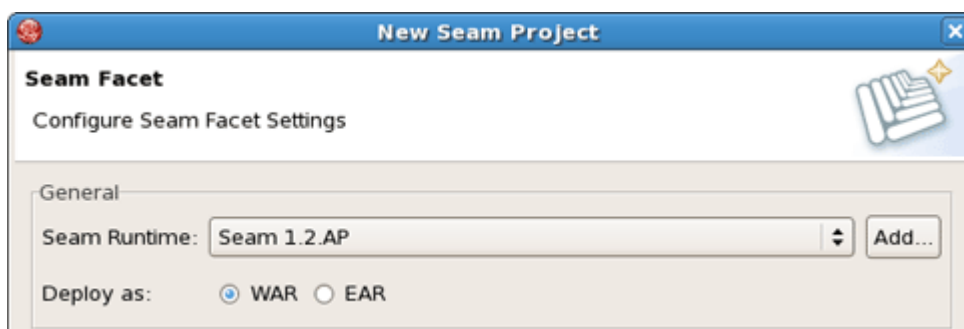 New Seam Project
Seam Facet
Configure Seam Facet Settings
General
Seam Runtime: Seam 1.2.AP Add...
Deploy as: WAR EAR